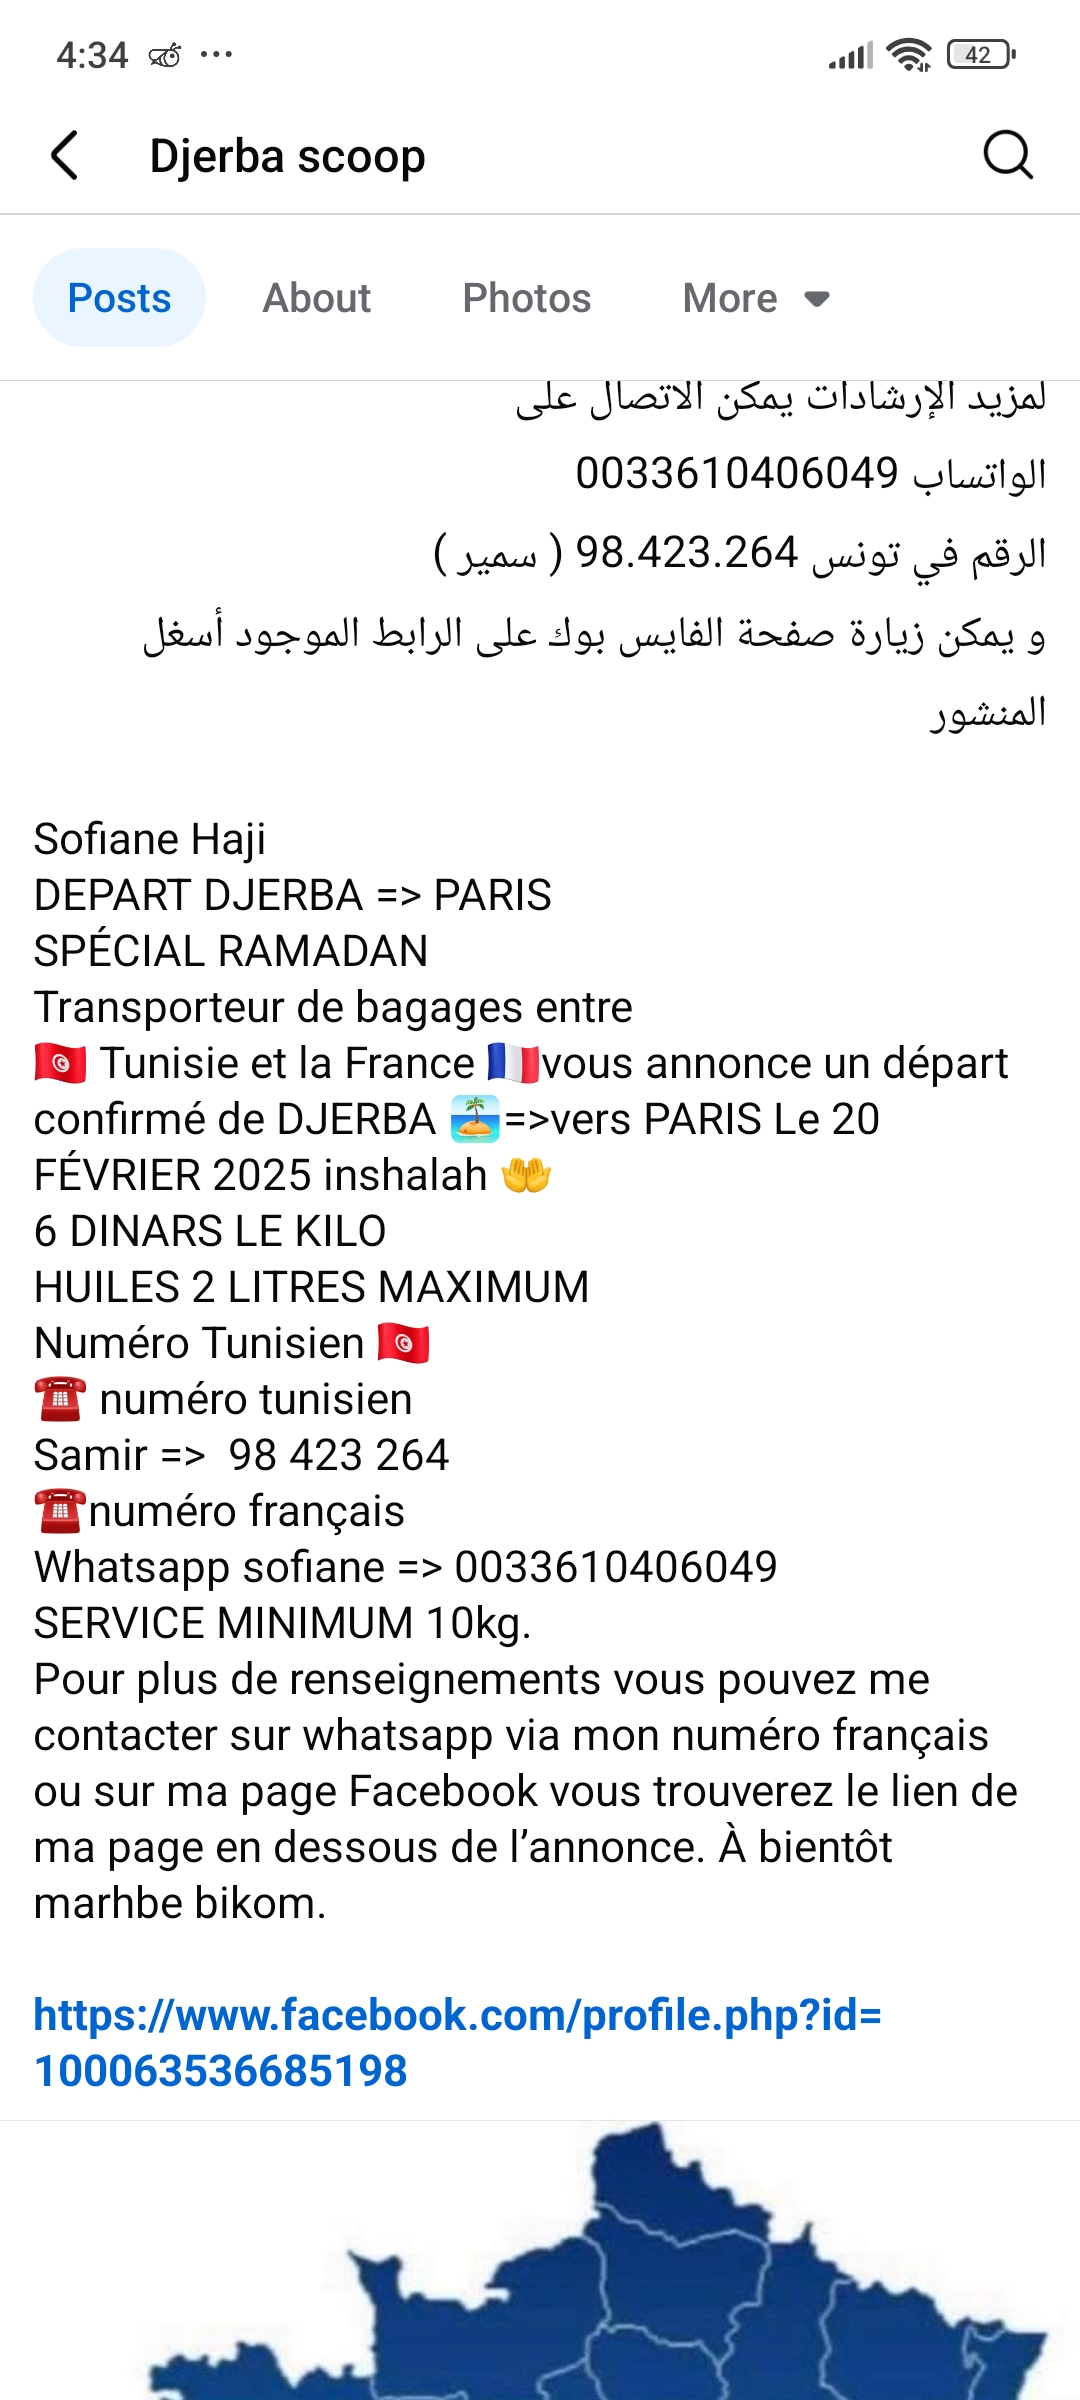 4:34 ... 42
Djerba scoop
Posts About Photos More
لمزيد الإرشادات يمكن الاتصال على
الواتساب 0033610406049
الرقم في تونس 98.423.264 ( سمير )
و يمكن زيارة صفحة الفايس بوك على الرابط الموجود أسغل
المنشور
Sofiane Haji
DEPART DJERBA => PARIS
SPÉCIAL RAMADAN
Transporteur de bagages entre
🇹🇳 Tunisie et la France 🇫🇷vous annonce un départ
confirmé de DJERBA 🏝️=>vers PARIS Le 20
FÉVRIER 2025 inshalah 🤲
6 DINARS LE KILO
HUILES 2 LITRES MAXIMUM
Numéro Tunisien 🇹🇳
☎️ numéro tunisien
Samir =>  98 423 264
☎️numéro français
Whatsapp sofiane => 0033610406049
SERVICE MINIMUM 10kg.
Pour plus de renseignements vous pouvez me
contacter sur whatsapp via mon numéro français
ou sur ma page Facebook vous trouverez le lien de
ma page en dessous de l’annonce. À bientôt
marhbe bikom.
https://www.facebook.com/profile.php?id=
100063536685198